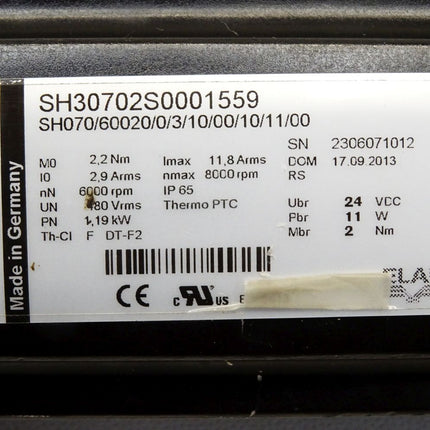 Made in Germany
SH30702S0001559
SH070/60020/0/3/10/00/10/11/00
SN 2306071012
M0 2,2 Nm Imax 11,8 Arms DCM 17.09.2013
I0 2,9 Arms nmax 8000 rpm RS
nN 6000 rpm IP 65
UN 480 Vrms Thermo PTC Ubr 24 VDC
PN 1,19 kW Pbr 11 W
Th-Cl F DT-F2 Mbr 2 Nm
CE c RU US